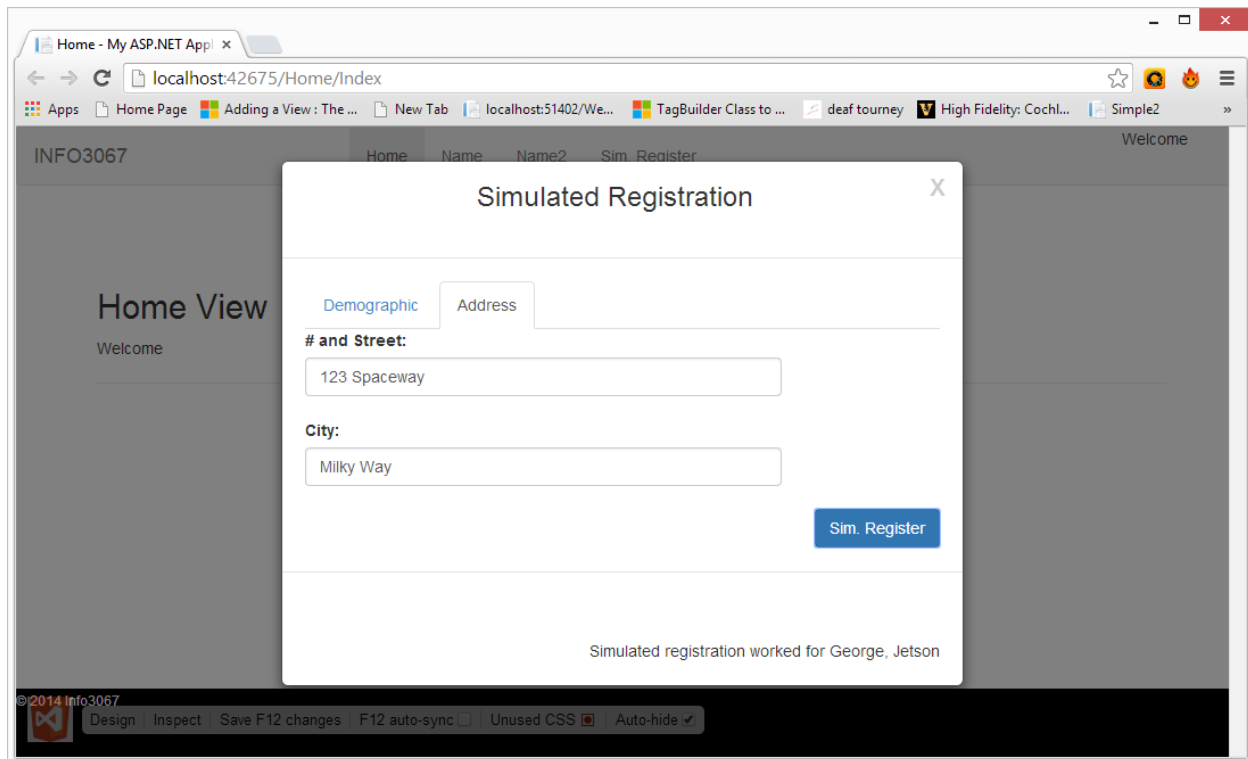 Home - My ASP.NET Appl
localhost:42675/Home/Index
Apps Home Page Adding a View : The ... New Tab localhost:51402/We... TagBuilder Class to ... deaf tourney High Fidelity: Cochl... Simple2 »
INFO3067 Home Name Name2 Sim. Register Welcome
Simulated Registration X
Home View
Welcome
Demographic Address
# and Street:
123 Spaceway
City:
Milky Way
Sim. Register
Simulated registration worked for George, Jetson
© 2014 Info3067
Design Inspect Save F12 changes F12 auto-sync Unused CSS Auto-hide